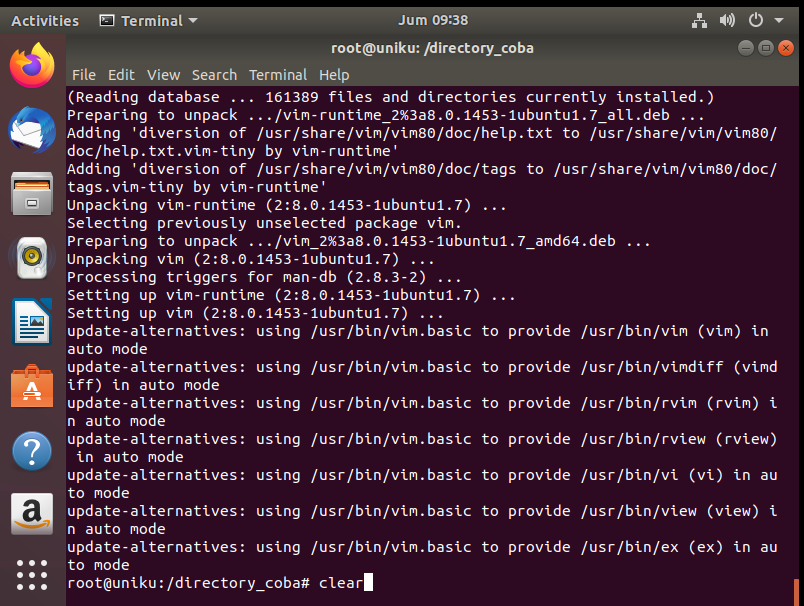 Activities Terminal Jum 09:38
root@uniku: /directory_coba
File Edit View Search Terminal Help
(Reading database ... 161389 files and directories currently installed.)
Preparing to unpack .../vim-runtime_2%3a8.0.1453-1ubuntu1.7_all.deb ...
Adding 'diversion of /usr/share/vim/vim80/doc/help.txt to /usr/share/vim/vim80/
doc/help.txt.vim-tiny by vim-runtime'
Adding 'diversion of /usr/share/vim/vim80/doc/tags to /usr/share/vim/vim80/doc/
tags.vim-tiny by vim-runtime'
Unpacking vim-runtime (2:8.0.1453-1ubuntu1.7) ...
Selecting previously unselected package vim.
Preparing to unpack .../vim_2%3a8.0.1453-1ubuntu1.7_amd64.deb ...
Unpacking vim (2:8.0.1453-1ubuntu1.7) ...
Processing triggers for man-db (2.8.3-2) ...
Setting up vim-runtime (2:8.0.1453-1ubuntu1.7) ...
Setting up vim (2:8.0.1453-1ubuntu1.7) ...
update-alternatives: using /usr/bin/vim.basic to provide /usr/bin/vim (vim) in
auto mode
update-alternatives: using /usr/bin/vim.basic to provide /usr/bin/vimdiff (vimd
iff) in auto mode
update-alternatives: using /usr/bin/vim.basic to provide /usr/bin/rvim (rvim) i
n auto mode
update-alternatives: using /usr/bin/vim.basic to provide /usr/bin/rview (rview)
 in auto mode
update-alternatives: using /usr/bin/vim.basic to provide /usr/bin/vi (vi) in au
to mode
update-alternatives: using /usr/bin/vim.basic to provide /usr/bin/view (view) i
n auto mode
update-alternatives: using /usr/bin/vim.basic to provide /usr/bin/ex (ex) in au
to mode
root@uniku:/directory_coba# clear